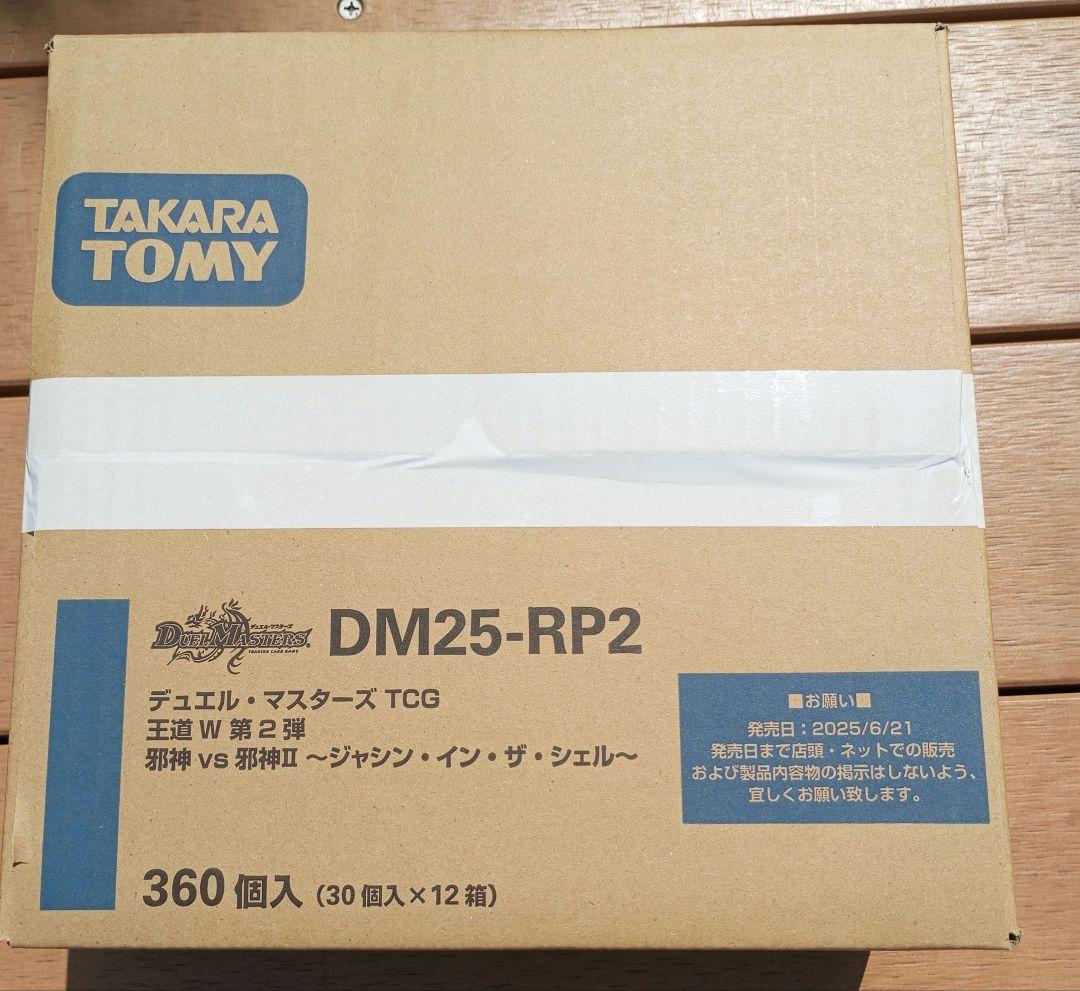 TAKARA
TOMY
デュエル・マスターズ
DUEL MASTERS
TRADING CARD GAME
DM25-RP2
デュエル・マスターズ TCG
王道 W 第2弾
邪神 vs 邪神Ⅱ ～ジャシン・イン・ザ・シェル～
■お願い■
発売日：2025/6/21
発売日まで店頭・ネットでの販売
および製品内容物の掲示はしないよう、
宜しくお願い致します。
360個入（30個入×12箱）